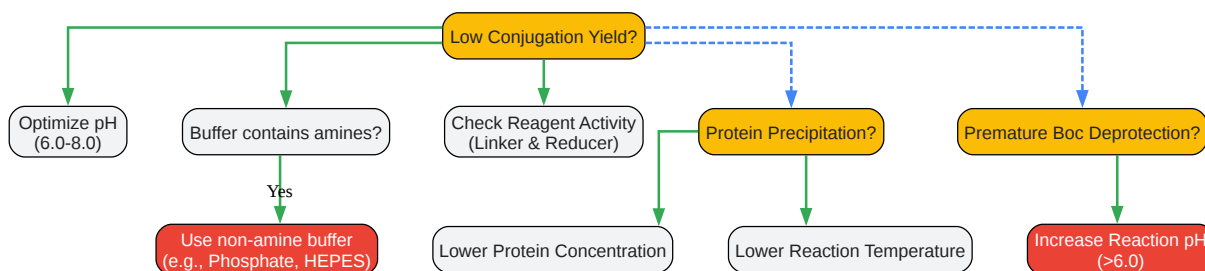 Low Conjugation Yield?
Optimize pH
(6.0-8.0)
Buffer contains amines?
Check Reagent Activity
(Linker & Reducer)
Protein Precipitation?
Premature Boc Deprotection?
Yes
Use non-amine buffer
(e.g., Phosphate, HEPES)
Lower Protein Concentration
Lower Reaction Temperature
Increase Reaction pH
(>6.0)